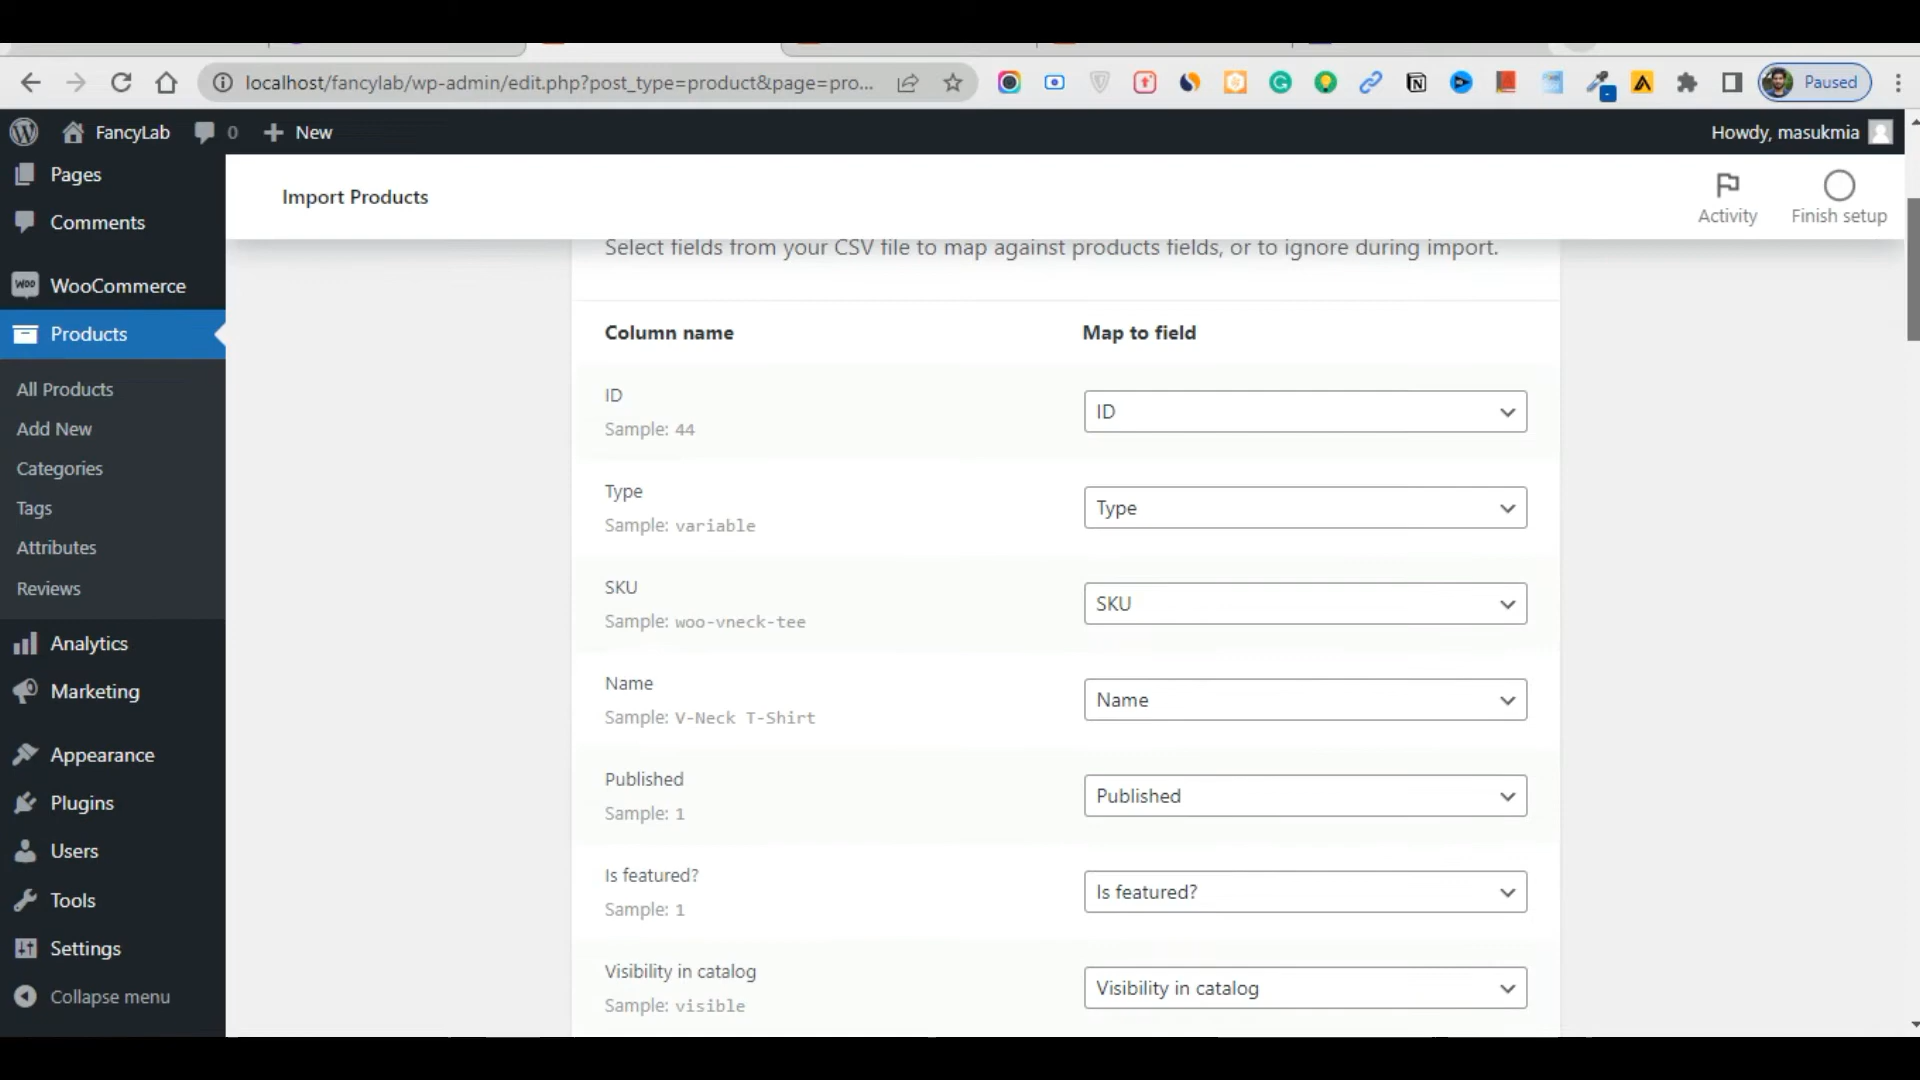 localhost/fancylab/wp-admin/edit.php?post_type=product&page=pro...
Paused
FancyLab
0
New
Howdy, masukmia
Pages
Comments
WooCommerce
Products
All Products
Add New
Categories
Tags
Attributes
Reviews
Analytics
Marketing
Appearance
Plugins
Users
Tools
Settings
Collapse menu
Import Products
Activity
Finish setup
Select fields from your CSV file to map against products fields, or to ignore during import.
Column name
Map to field
ID
Sample: 44
ID
Type
Sample: variable
Type
SKU
Sample: woo-vneck-tee
SKU
Name
Sample: V-Neck T-Shirt
Name
Published
Sample: 1
Published
Is featured?
Sample: 1
Is featured?
Visibility in catalog
Sample: visible
Visibility in catalog